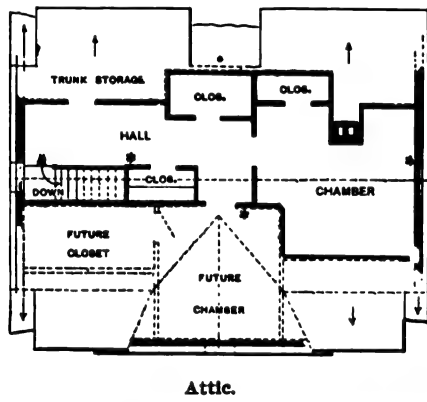 TRUNK STORAGE
CLOS.
CLOS.
HALL
CLOS.
DOWN
CHAMBER
FUTURE
CLOSET
FUTURE
CHAMBER
Attic.